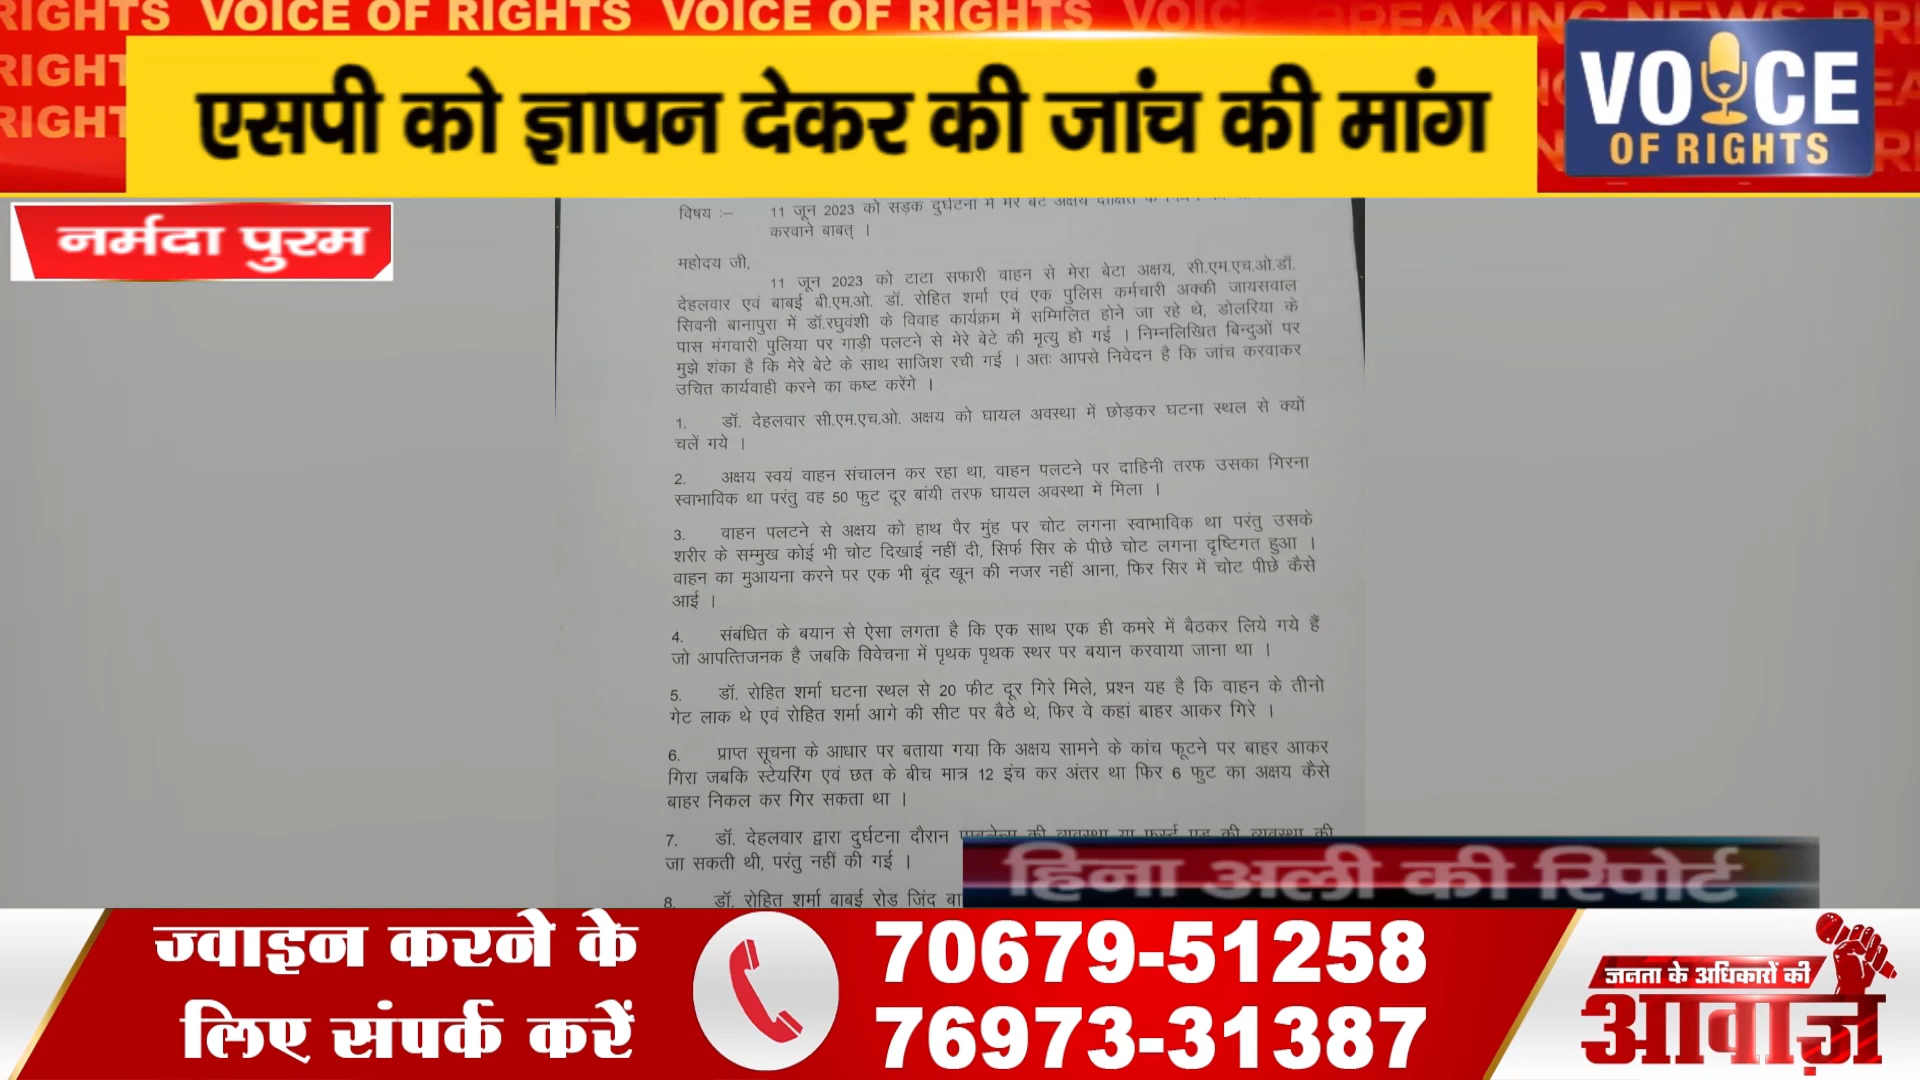 RIGHTS VOICE OF RIGHTS VOICE OF RIGHTS VOICE BREAKING NEWS
RIGHT
RIGHT
एसपी को ज्ञापन देकर की जांच की मांग
VOICE
OF RIGHTS
नर्मदा पुरम
विषय :– 11 जून 2023 को सड़क दुर्घटना में मेरे बेटे अक्षय दीक्षित के
करवाने बाबत् ।
महोदय जी,
11 जून 2023 को टाटा सफारी वाहन से मेरा बेटा अक्षय, सी.एम.एच.ओ.डॉ.
देहलवार एवं बाबई बी.एम.ओ. डॉ. रोहित शर्मा एवं एक पुलिस कर्मचारी अक्की जायसवाल
सिवनी बानापुरा में डॉ.रघुवंशी के विवाह कार्यक्रम में सम्मिलित होने जा रहे थे, डोलरिया के
पास मंगवारी पुलिया पर गाड़ी पलटने से मेरे बेटे की मृत्यु हो गई । निम्नलिखित बिन्दुओं पर
मुझे शंका है कि मेरे बेटे के साथ साजिश रची गई । अतः आपसे निवेदन है कि जांच करवाकर
उचित कार्यवाही करने का कष्ट करेंगे ।
1. डॉ. देहलवार सी.एम.एच.ओ. अक्षय को घायल अवस्था में छोड़कर घटना स्थल से क्यों
चलें गये ।
2. अक्षय स्वयं वाहन संचालन कर रहा था, वाहन पलटने पर दाहिनी तरफ उसका गिरना
स्वाभाविक था परंतु वह 50 फुट दूर बांयी तरफ घायल अवस्था में मिला ।
3. वाहन पलटने से अक्षय को हाथ पैर मुंह पर चोट लगना स्वाभाविक था परंतु उसके
शरीर के सम्मुख कोई भी चोट दिखाई नहीं दी, सिर्फ सिर के पीछे चोट लगना दृष्टिगत हुआ ।
वाहन का मुआयना करने पर एक भी बूंद खून की नजर नहीं आना, फिर सिर में चोट पीछे कैसे
आई ।
4. संबंधित के बयान से ऐसा लगता है कि एक साथ एक ही कमरे में बैठकर लिये गये हैं
जो आपत्तिजनक है जबकि विवेचना में पृथक पृथक स्थर पर बयान करवाया जाना था ।
5. डॉ. रोहित शर्मा घटना स्थल से 20 फीट दूर गिरे मिले, प्रश्न यह है कि वाहन के तीनो
गेट लाक थे एवं रोहित शर्मा आगे की सीट पर बैठे थे, फिर वे कहां बाहर आकर गिरे ।
6. प्राप्त सूचना के आधार पर बताया गया कि अक्षय सामने के कांच फूटने पर बाहर आकर
गिरा जबकि स्टेयरिंग एवं छत के बीच मात्र 12 इंच कर अंतर था फिर 6 फुट का अक्षय कैसे
बाहर निकल कर गिर सकता था ।
7. डॉ. देहलवार द्वारा दुर्घटना दौरान एम्बुलेन्स की व्यवस्था या फर्स्ट एड की व्यवस्था की
जा सकती थी, परंतु नहीं की गई ।
8. डॉ. रोहित शर्मा बाबई रोड जिंद
हिना अली की रिपोर्ट
ज्वाइन करने के
लिए संपर्क करें
70679-51258
76973-31387
जनता के अधिकारों की
आवाज़